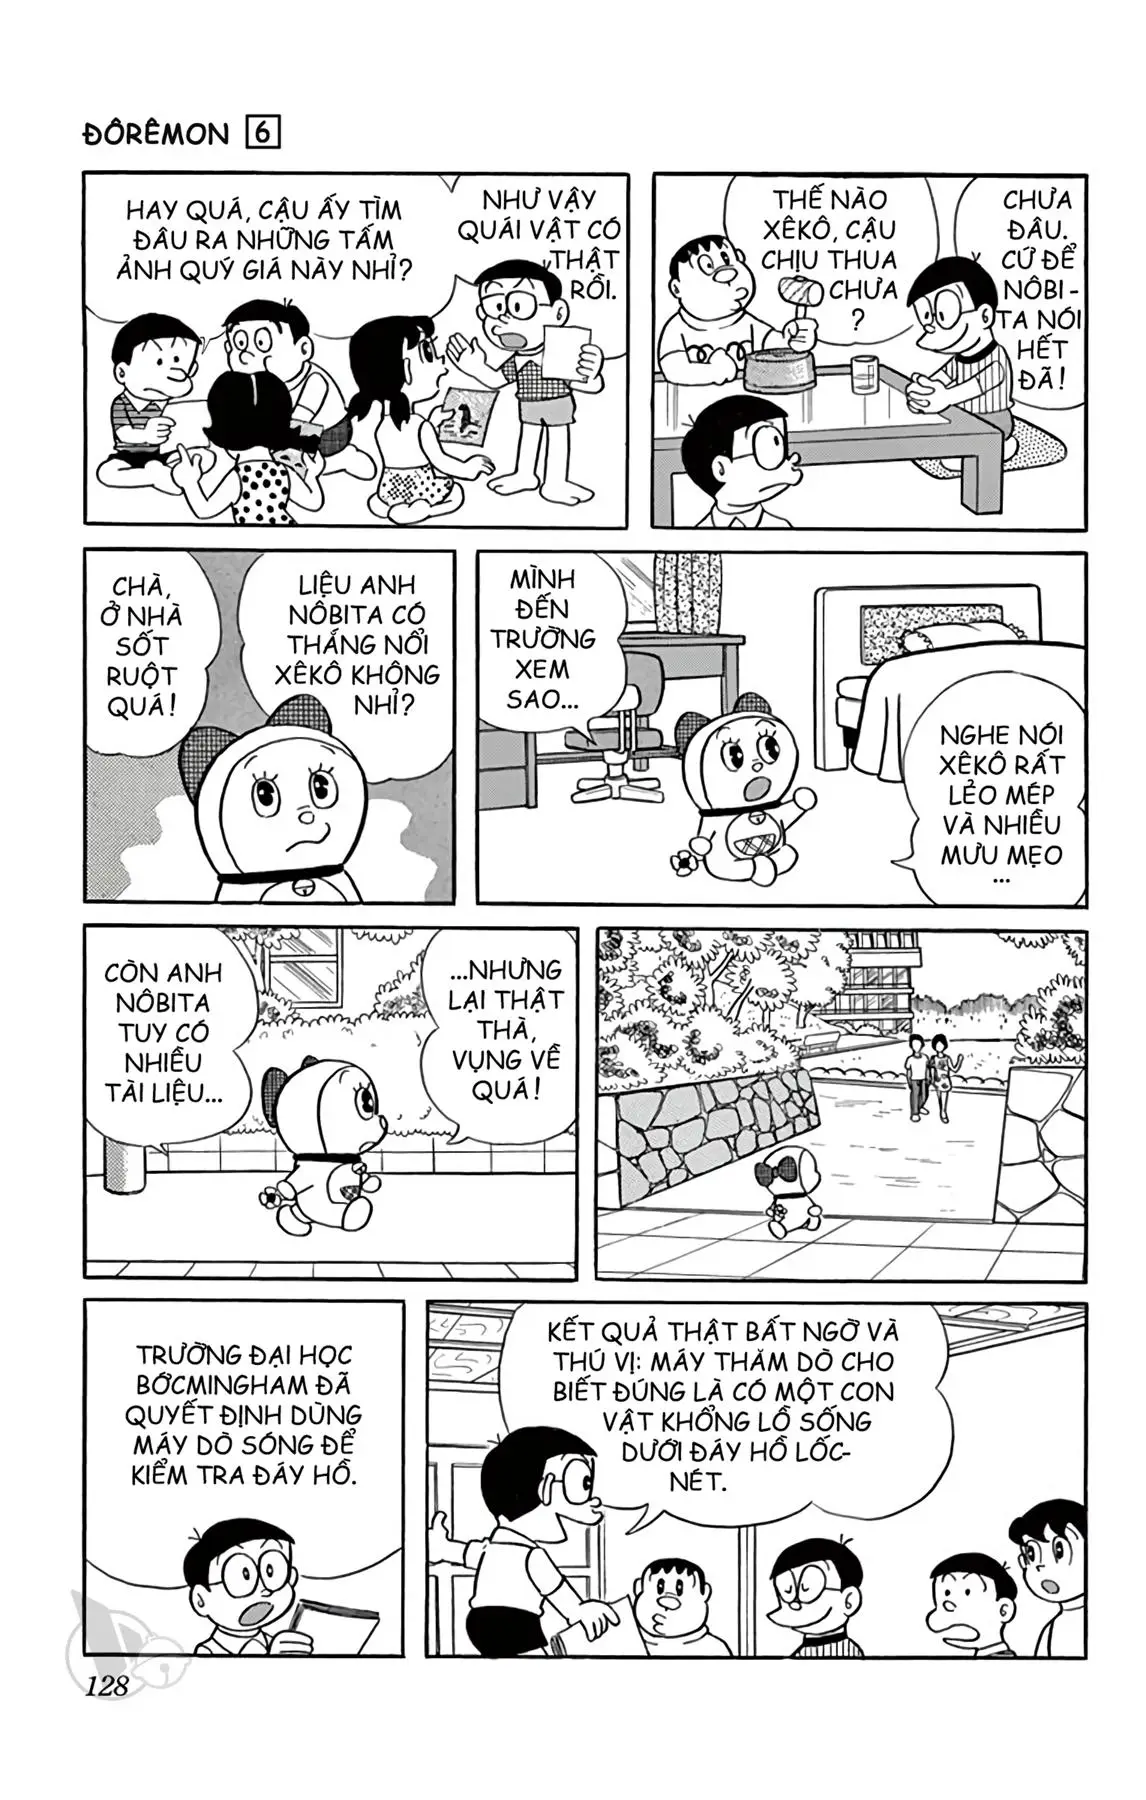 ĐÔRÊMON 6
HAY QUÁ, CẬU ẤY TÌM
ĐÂU RA NHỮNG TẤM
ẢNH QUÝ GIÁ NÀY NHỈ?
NHƯ VẬY
QUÁI VẬT CÓ
THẬT
RỒI.
THẾ NÀO
XÊKÔ, CẬU
CHỊU THUA
CHƯA
?
CHƯA
ĐÂU.
CỨ ĐỂ
NÔBI-
TA NÓI
HẾT
ĐÃ!
CHÀ,
Ở NHÀ
SỐT
RUỘT
QUÁ!
LIỆU ANH
NÔBITA CÓ
THẮNG NỔI
XÊKÔ KHÔNG
NHỈ?
MÌNH
ĐẾN
TRƯỜNG
XEM
SAO...
NGHE NÓI
XÊKÔ RẤT
LẺO MÉP
VÀ NHIỀU
MƯU MẸO
...
CÒN ANH
NÔBITA
TUY CÓ
NHIỀU
TÀI LIỆU...
...NHƯNG
LẠI THẬT
THÀ,
VỤNG VỀ
QUÁ!
TRƯỜNG ĐẠI HỌC
BỚCMINGHAM ĐÃ
QUYẾT ĐỊNH DÙNG
MÁY DÒ SÓNG ĐỂ
KIỂM TRA ĐÁY HỒ.
KẾT QUẢ THẬT BẤT NGỜ VÀ
THÚ VỊ: MÁY THĂM DÒ CHO
BIẾT ĐÚNG LÀ CÓ MỘT CON
VẬT KHỔNG LỒ SỐNG
DƯỚI ĐÁY HỒ LỐC-
NÉT.
128